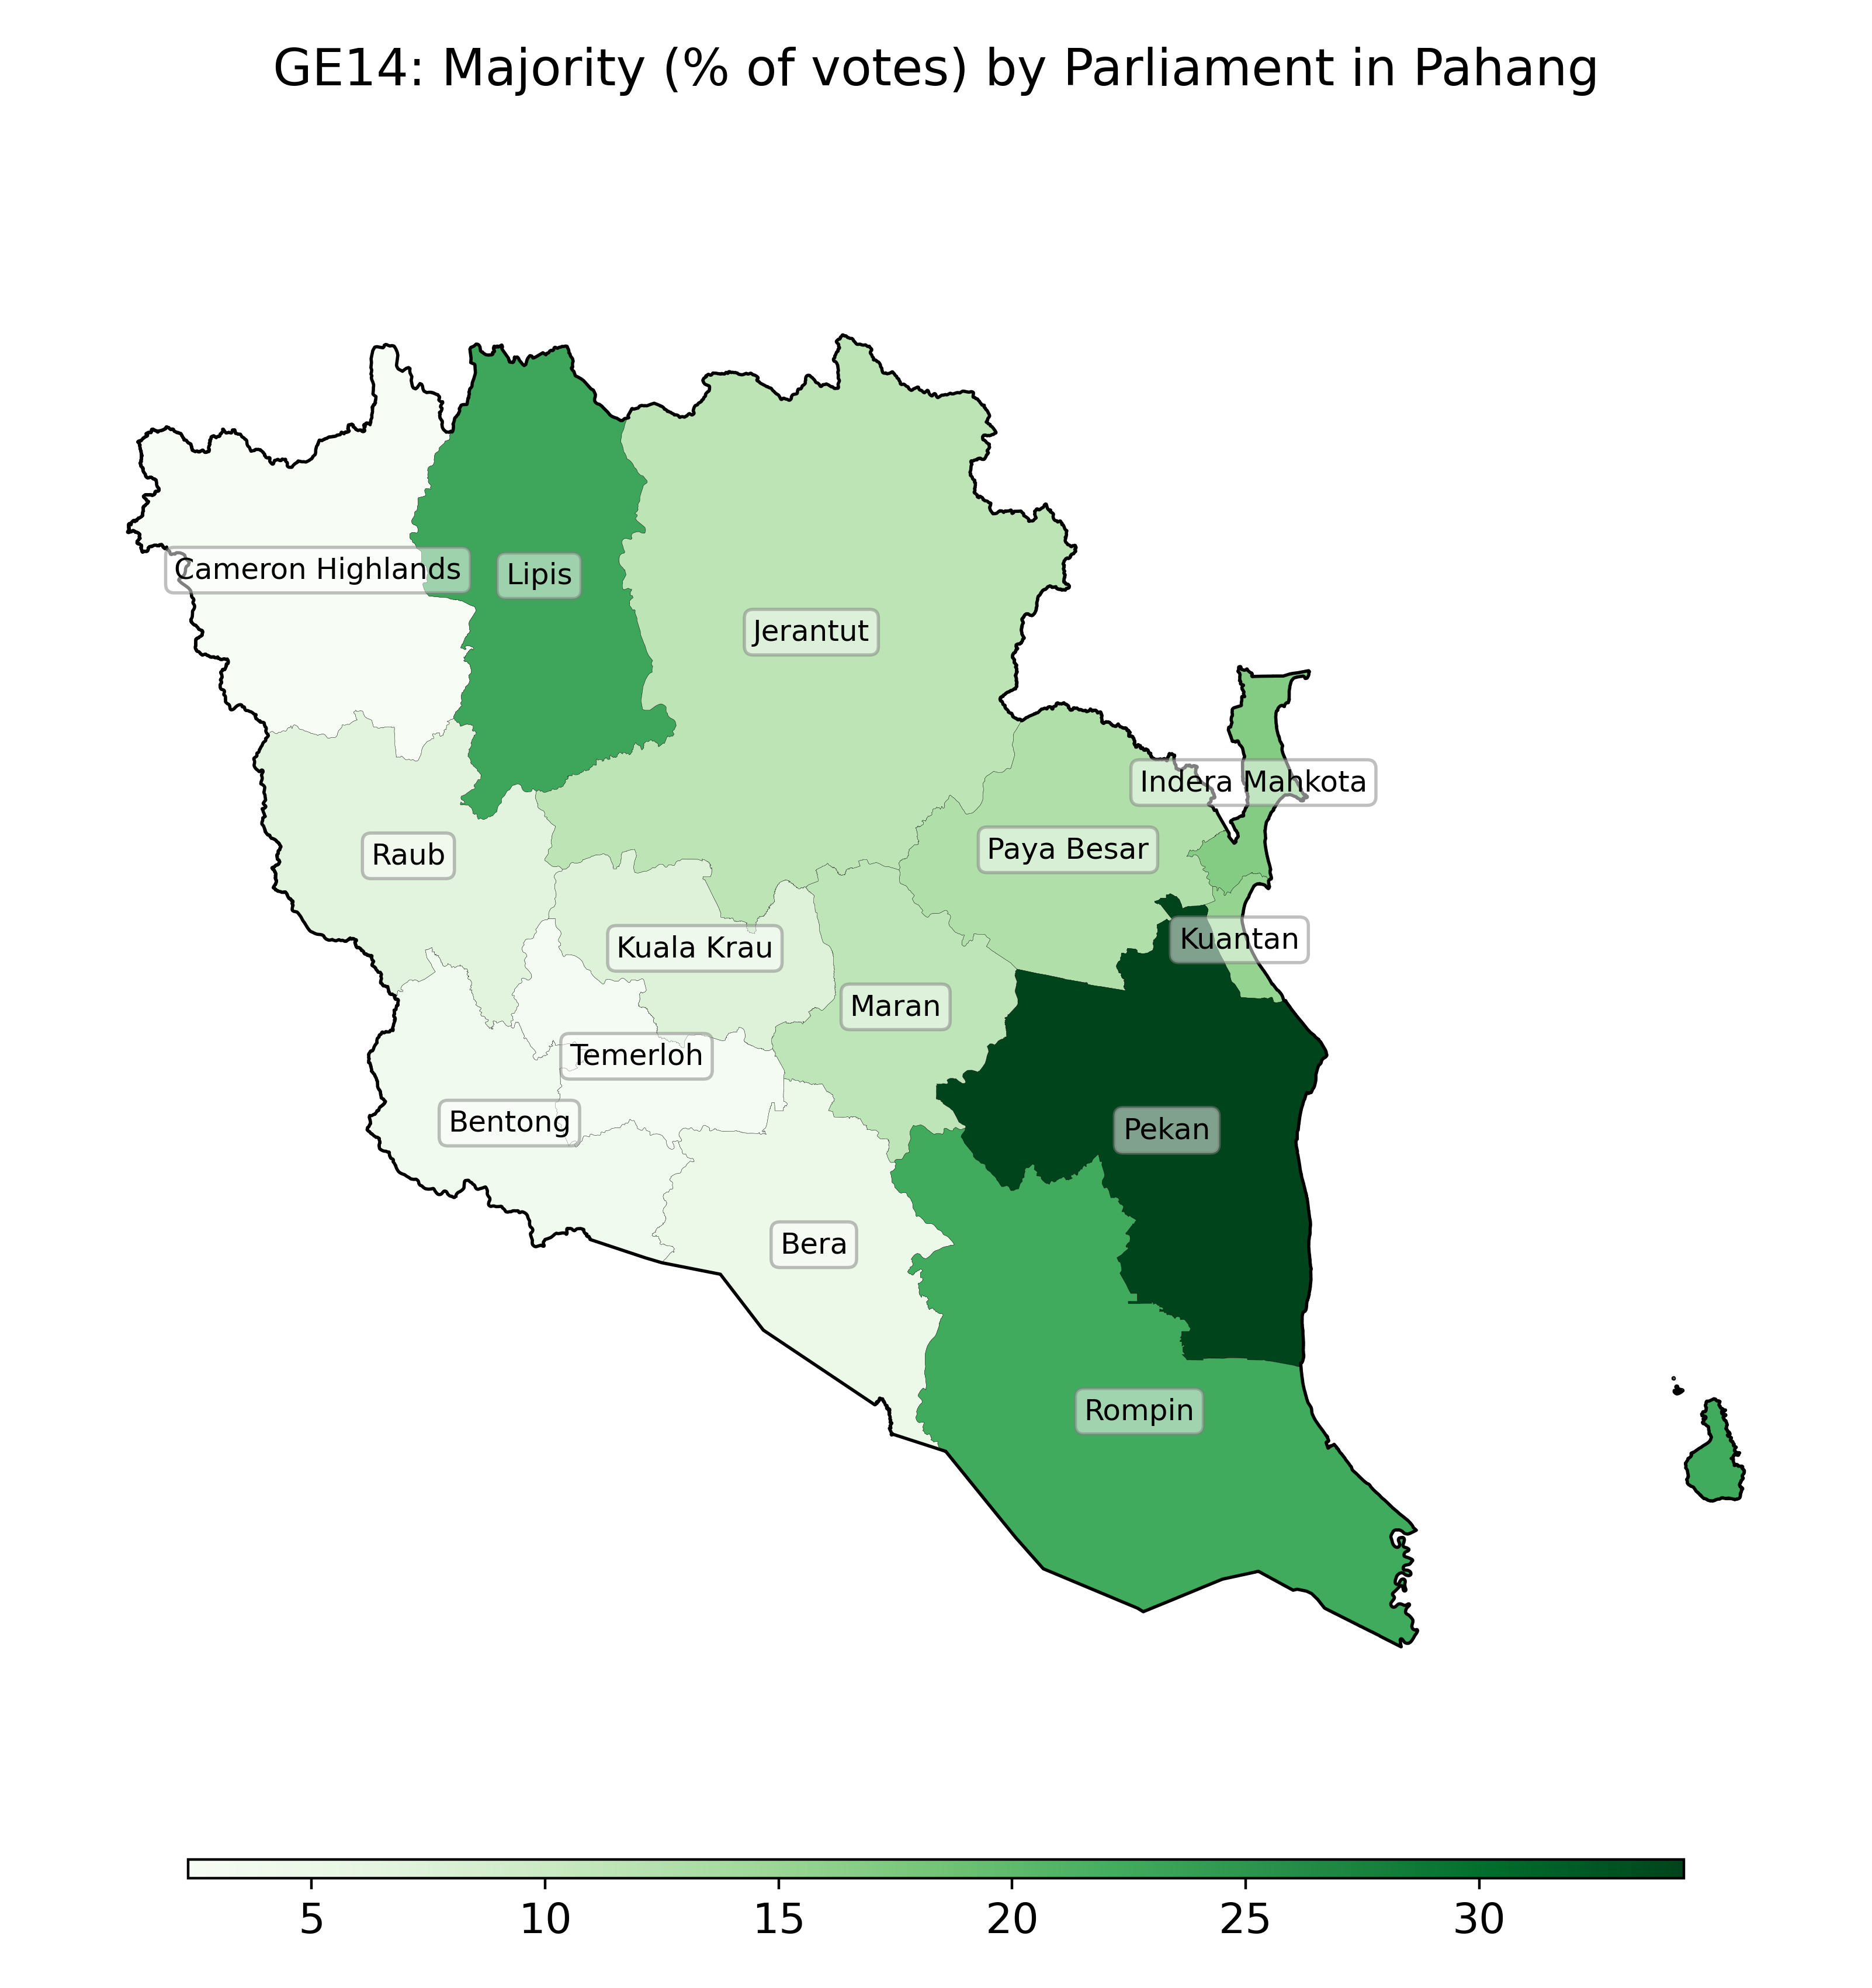 GE14: Majority (% of votes) by Parliament in Pahang
Cameron Highlands
Lipis
Jerantut
Indera Mahkota
Raub
Paya Besar
Kuala Krau
Kuantan
Maran
Temerloh
Bentong
Pekan
Bera
Rompin
5 10 15 20 25 30